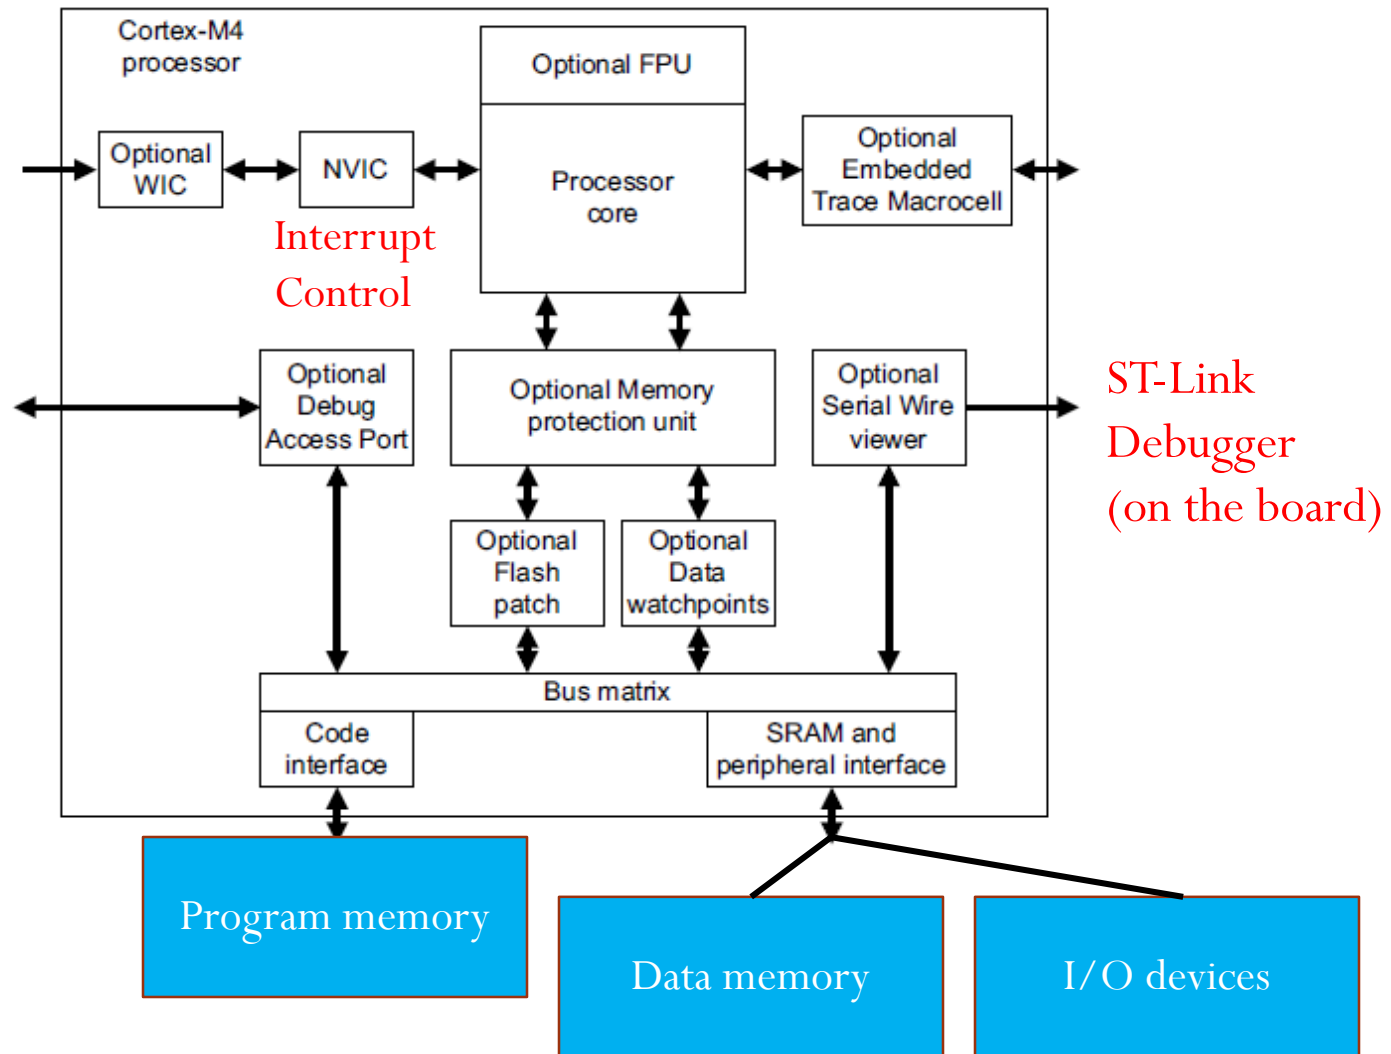 Cortex-M4
processor
Optional FPU
Optional
WIC
NVIC
Processor
core
Optional
Embedded
Trace Macrocell
Interrupt
Control
Optional
Debug
Access Port
Optional Memory
protection unit
Optional
Serial Wire
viewer
ST-Link
Debugger
(on the board)
Optional
Flash
patch
Optional
Data
watchpoints
Bus matrix
Code
interface
SRAM and
peripheral interface
Program memory
Data memory
I/O devices